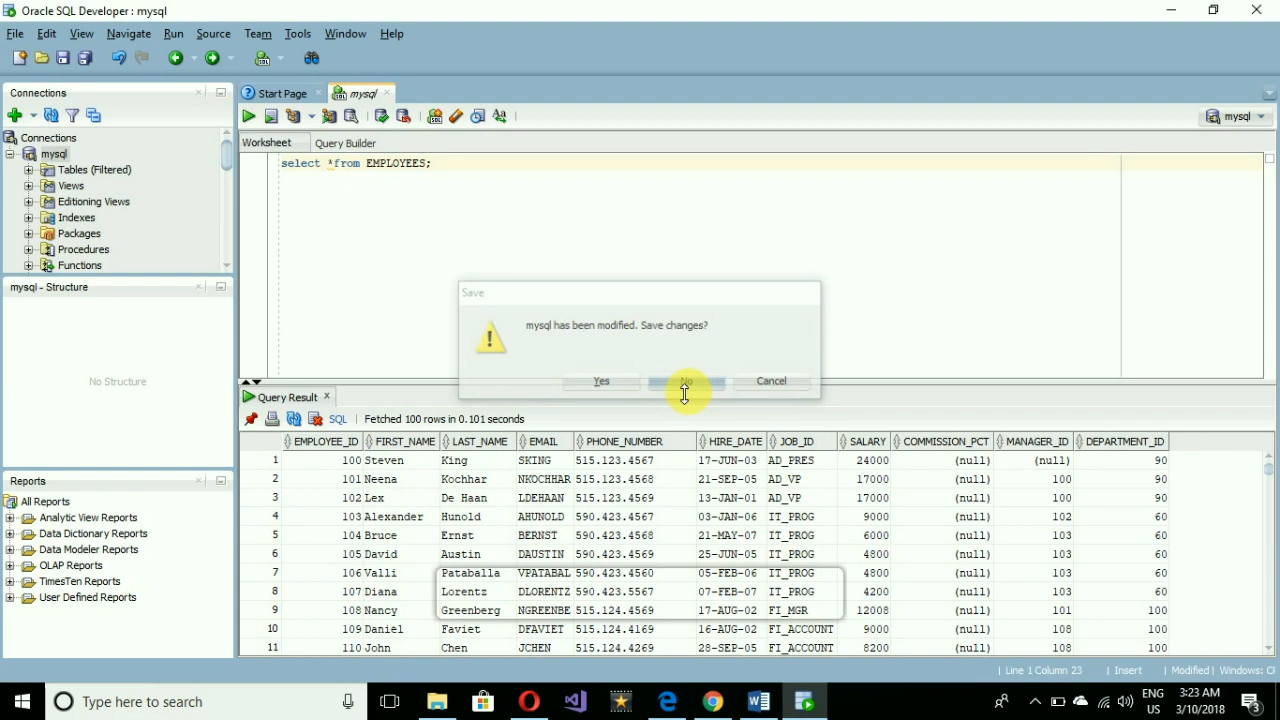 Oracle SQL Developer : mysql
File Edit View Navigate Run Source Team Tools Window Help
Connections
Start Page
mysql
mysql
Connections
mysql
Tables (Filtered)
Views
Editioning Views
Indexes
Packages
Procedures
Functions
Worksheet Query Builder
select *from EMPLOYEES;
mysql - Structure
No Structure
Save
mysql has been modified. Save changes?
Yes No Cancel
Query Result
SQL Fetched 100 rows in 0.101 seconds
EMPLOYEE_ID FIRST_NAME LAST_NAME EMAIL PHONE_NUMBER HIRE_DATE JOB_ID SALARY COMMISSION_PCT MANAGER_ID DEPARTMENT_ID
1 100 Steven King SKING 515.123.4567 17-JUN-03 AD_PRES 24000 (null) (null) 90
2 101 Neena Kochhar NKOCHHAR 515.123.4568 21-SEP-05 AD_VP 17000 (null) 100 90
3 102 Lex De Haan LDEHAAN 515.123.4569 13-JAN-01 AD_VP 17000 (null) 100 90
4 103 Alexander Hunold AHUNOLD 590.423.4567 03-JAN-06 IT_PROG 9000 (null) 102 60
5 104 Bruce Ernst BERNST 590.423.4568 21-MAY-07 IT_PROG 6000 (null) 103 60
6 105 David Austin DAUSTIN 590.423.4569 25-JUN-05 IT_PROG 4800 (null) 103 60
7 106 Valli Pataballa VPATABAL 590.423.4560 05-FEB-06 IT_PROG 4800 (null) 103 60
8 107 Diana Lorentz DLORENTZ 590.423.5567 07-FEB-07 IT_PROG 4200 (null) 103 60
9 108 Nancy Greenberg NGREENBE 515.124.4569 17-AUG-02 FI_MGR 12008 (null) 101 100
10 109 Daniel Faviet DFAVIET 515.124.4169 16-AUG-02 FI_ACCOUNT 9000 (null) 108 100
11 110 John Chen JCHEN 515.124.4269 28-SEP-05 FI_ACCOUNT 8200 (null) 108 100
Reports
All Reports
Analytic View Reports
Data Dictionary Reports
Data Modeler Reports
OLAP Reports
TimesTen Reports
User Defined Reports
Line 1 Column 23 Insert Modified Windows: CF
Type here to search
ENG
US
3:23 AM
3/10/2018
3